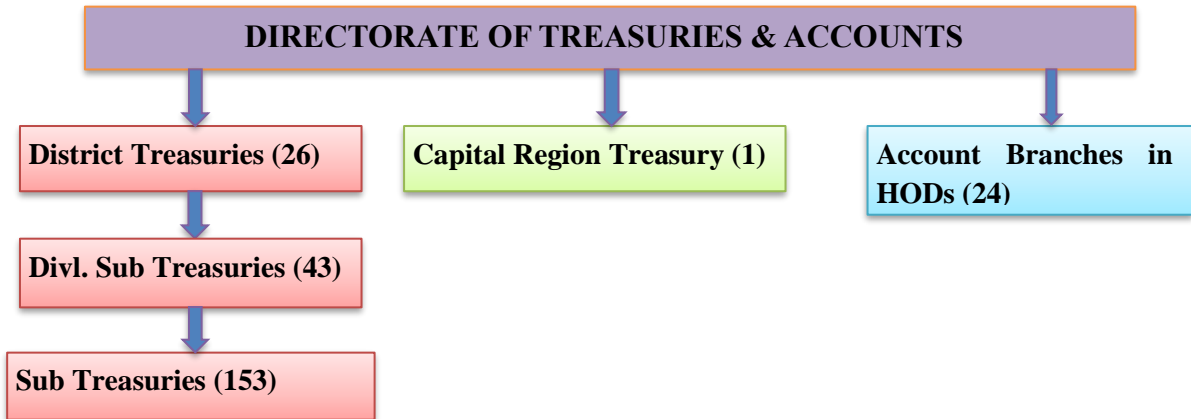 DIRECTORATE OF TREASURIES & ACCOUNTS
District Treasuries (26)
Capital Region Treasury (1)
Account Branches in
HODs (24)
Divl. Sub Treasuries (43)
Sub Treasuries (153)